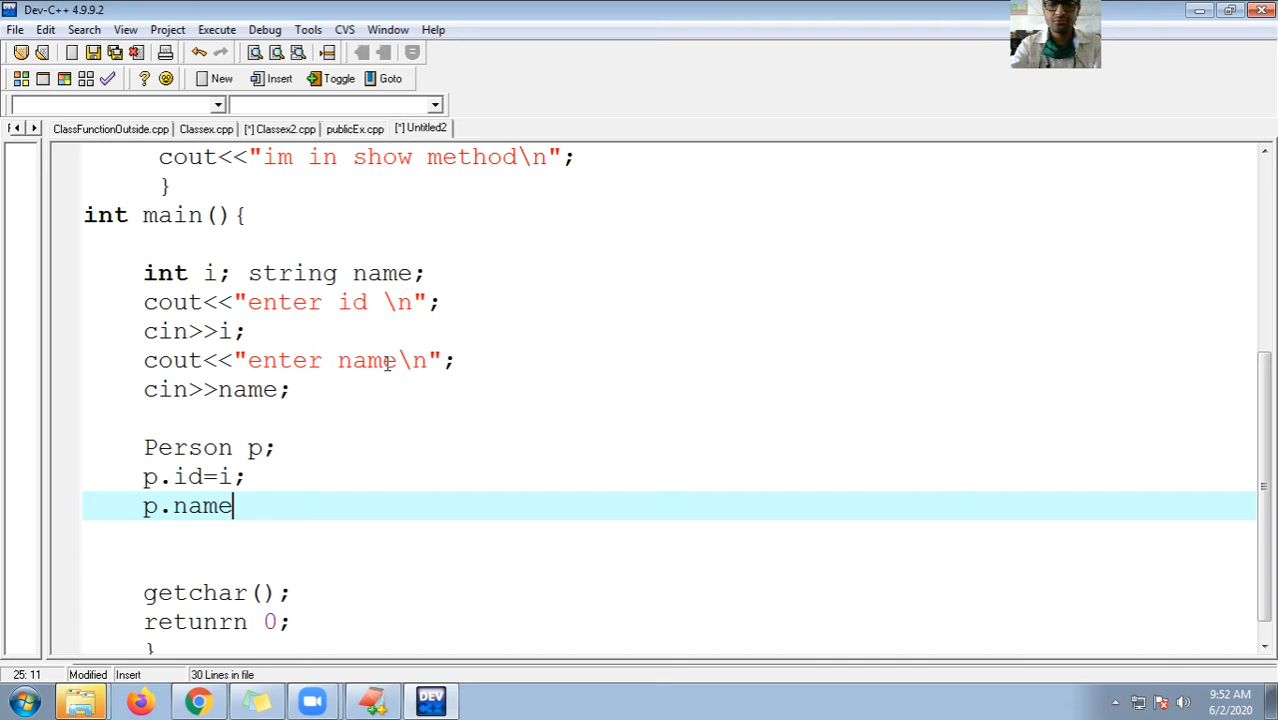 Dev-C++ 4.9.9.2
File Edit Search View Project Execute Debug Tools CVS Window Help
New Insert Toggle Goto
ClassFunctionOutside.cpp Classex.cpp [*] Classex2.cpp publicEx.cpp [*] Untitled2
cout<<"im in show method\n";
}
int main(){
int i; string name;
cout<<"enter id \n";
cin>>i;
cout<<"enter name\n";
cin>>name;
Person p;
p.id=i;
p.name
getchar();
retunrn 0;
}
25: 11 Modified Insert 30 Lines in file
DEV
9:52 AM
6/2/2020